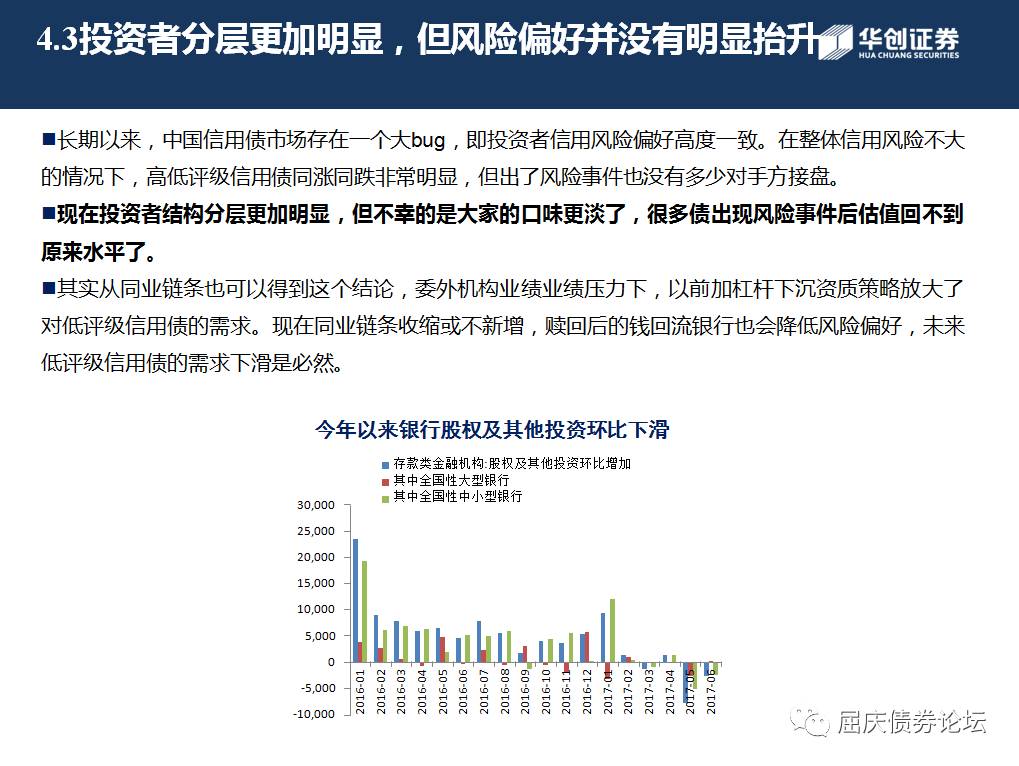 4.3投资者分层更加明显，但风险偏好并没有明显抬升
华创证券
HUA CHUANG SECURITIES
■长期以来，中国信用债市场存在一个大bug，即投资者信用风险偏好高度一致。在整体信用风险不大
的情况下，高低评级信用债同涨同跌非常明显，但出了风险事件也没有多少对手方接盘。
■现在投资者结构分层更加明显，但不幸的是大家的口味更淡了，很多债出现风险事件后估值回不到
原来水平了。
■其实从同业链条也可以得到这个结论，委外机构业绩业绩压力下，以前加杠杆下沉资质策略放大了
对低评级信用债的需求。现在同业链条收缩或不新增，赎回后的钱回流银行也会降低风险偏好，未来
低评级信用债的需求下滑是必然。
今年以来银行股权及其他投资环比下滑
存款类金融机构:股权及其他投资环比增加
其中全国性大型银行
其中全国性中小型银行
30,000
25,000
20,000
15,000
10,000
5,000
0
-5,000
-10,000
2016-01
2016-02
2016-03
2016-04
2016-05
2016-06
2016-07
2016-08
2016-09
2016-10
2016-11
2016-12
2017-01
2017-02
2017-03
2017-04
2017-05
2017-06
屈庆债券论坛